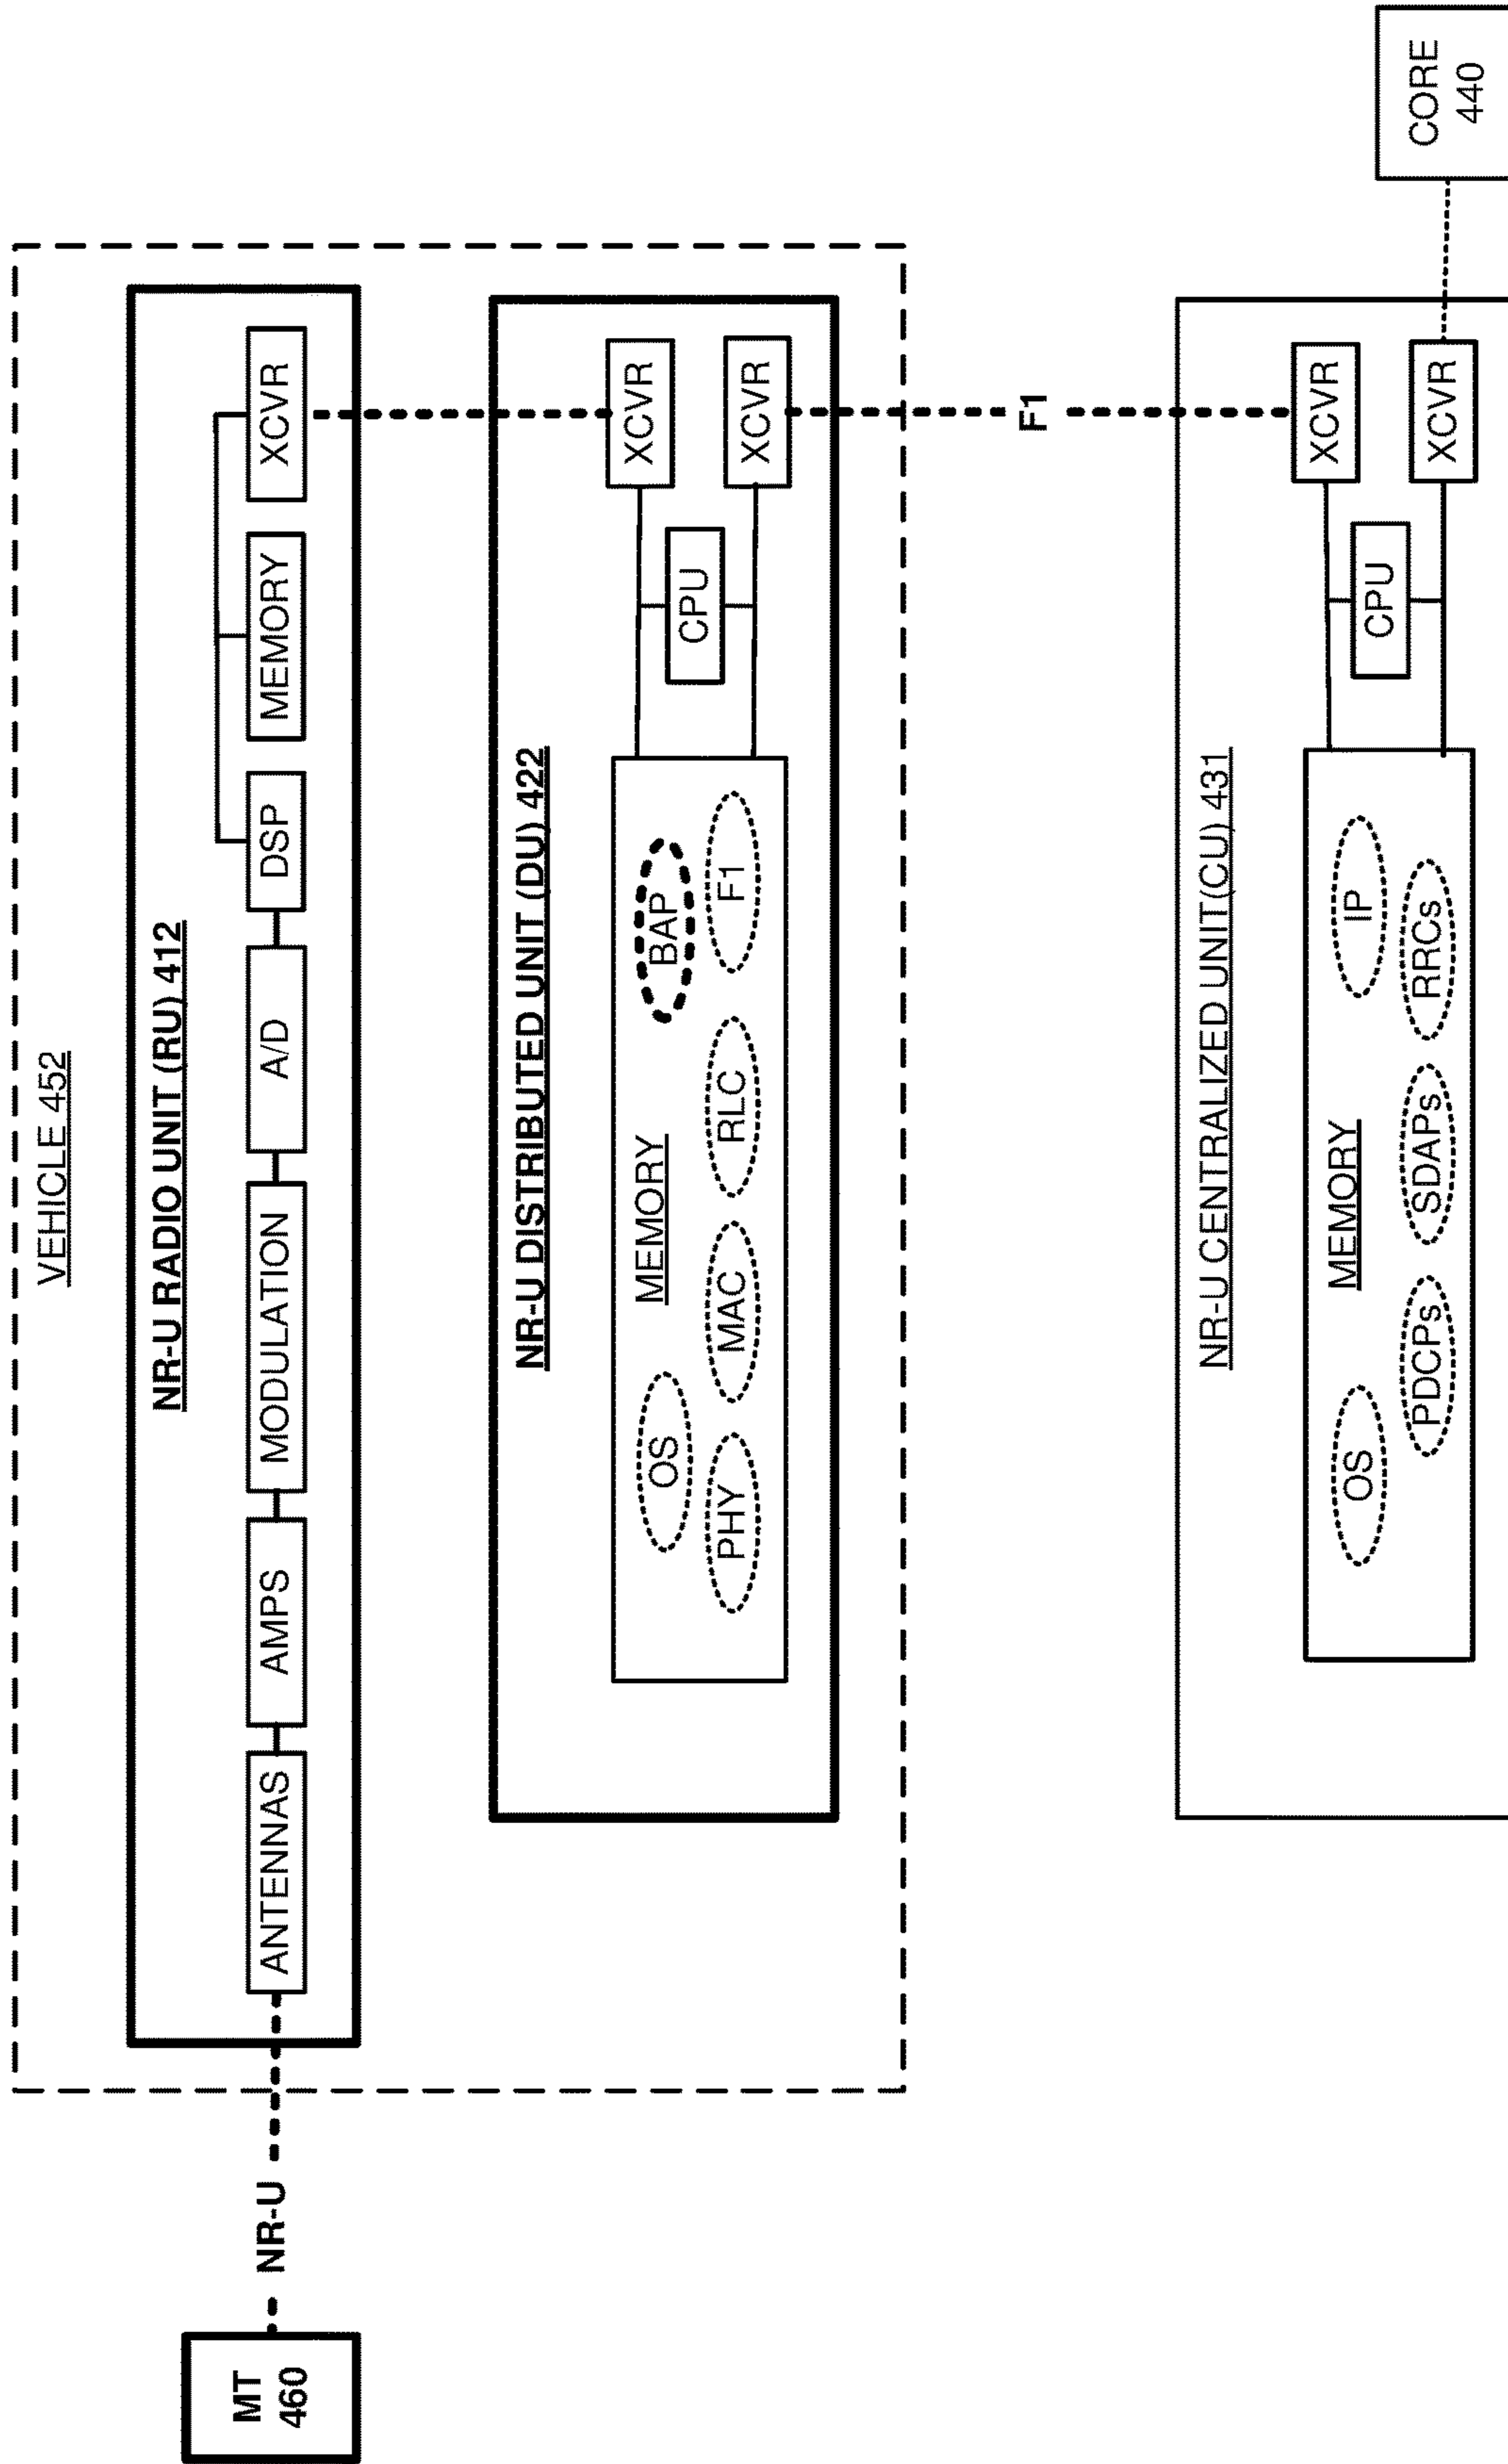 VEHICLE 452
NR-U RADIO UNIT (RU) 412
ANTENNAS
AMPS
MODULATION
A/D
DSP
MEMORY
XCVR
MT
460
NR-U
NR-U DISTRIBUTED UNIT (DU) 422
MEMORY
OS
BAP
PHY
MAC
RLC
F1
CPU
XCVR
XCVR
F1
NR-U CENTRALIZED UNIT(CU) 431
MEMORY
OS
IP
PDCPs
SDAPs
RRCs
CPU
XCVR
XCVR
CORE
440